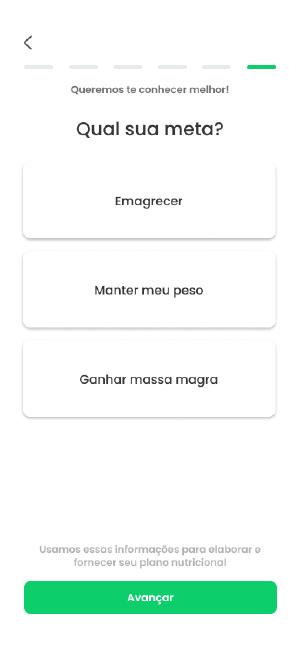 Queremos te conhecer melhor!
Qual sua meta?
Emagrecer
Manter meu peso
Ganhar massa magra
Usamos essas informações para elaborar e
fornecer seu plano nutricional
Avançar